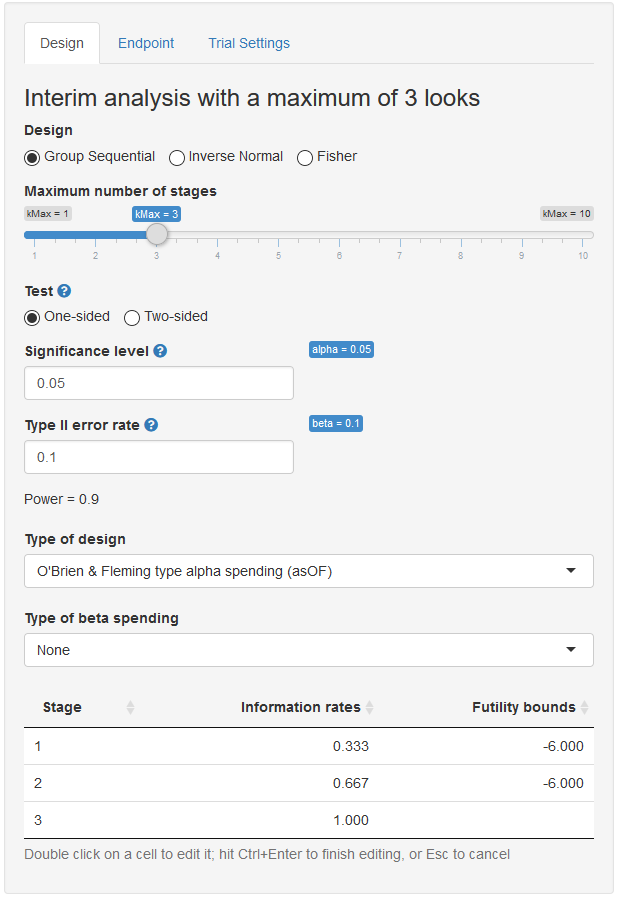 Design Endpoint Trial Settings
Interim analysis with a maximum of 3 looks
Design
Group Sequential Inverse Normal Fisher
Maximum number of stages
kMax = 1 kMax = 3 kMax = 10
1 2 3 4 5 6 7 8 9 10
Test ?
One-sided Two-sided
Significance level ? alpha = 0.05
0.05
Type II error rate ? beta = 0.1
0.1
Power = 0.9
Type of design
O'Brien & Fleming type alpha spending (asOF)
Type of beta spending
None
Stage Information rates Futility bounds
1 0.333 -6.000
2 0.667 -6.000
3 1.000
Double click on a cell to edit it; hit Ctrl+Enter to finish editing, or Esc to cancel